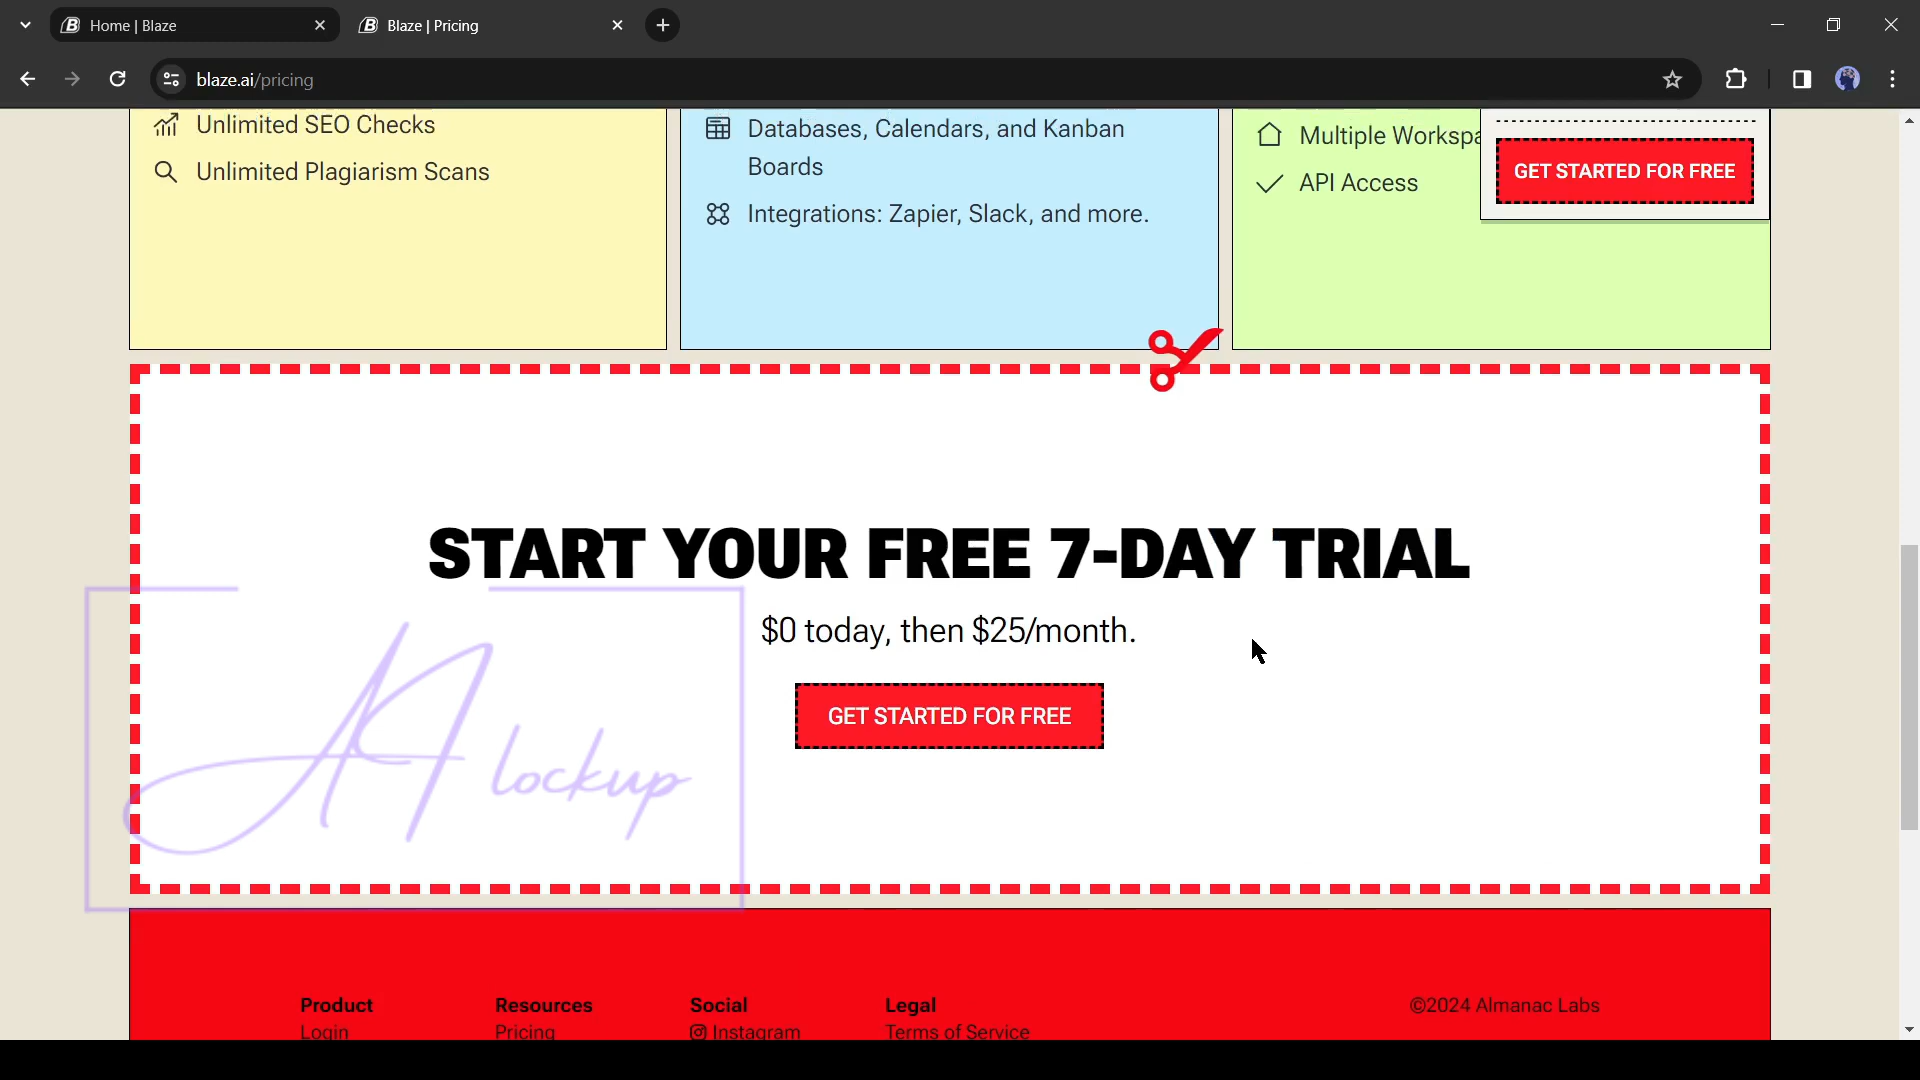 Home | Blaze
Blaze | Pricing
blaze.ai/pricing
Unlimited SEO Checks
Unlimited Plagiarism Scans
Databases, Calendars, and Kanban
Boards
Integrations: Zapier, Slack, and more.
Multiple Workspa
API Access
GET STARTED FOR FREE
START YOUR FREE 7-DAY TRIAL
$0 today, then $25/month.
GET STARTED FOR FREE
AI lockup
Product
Resources
Social
Legal
©2024 Almanac Labs
Login
Pricing
Instagram
Terms of Service